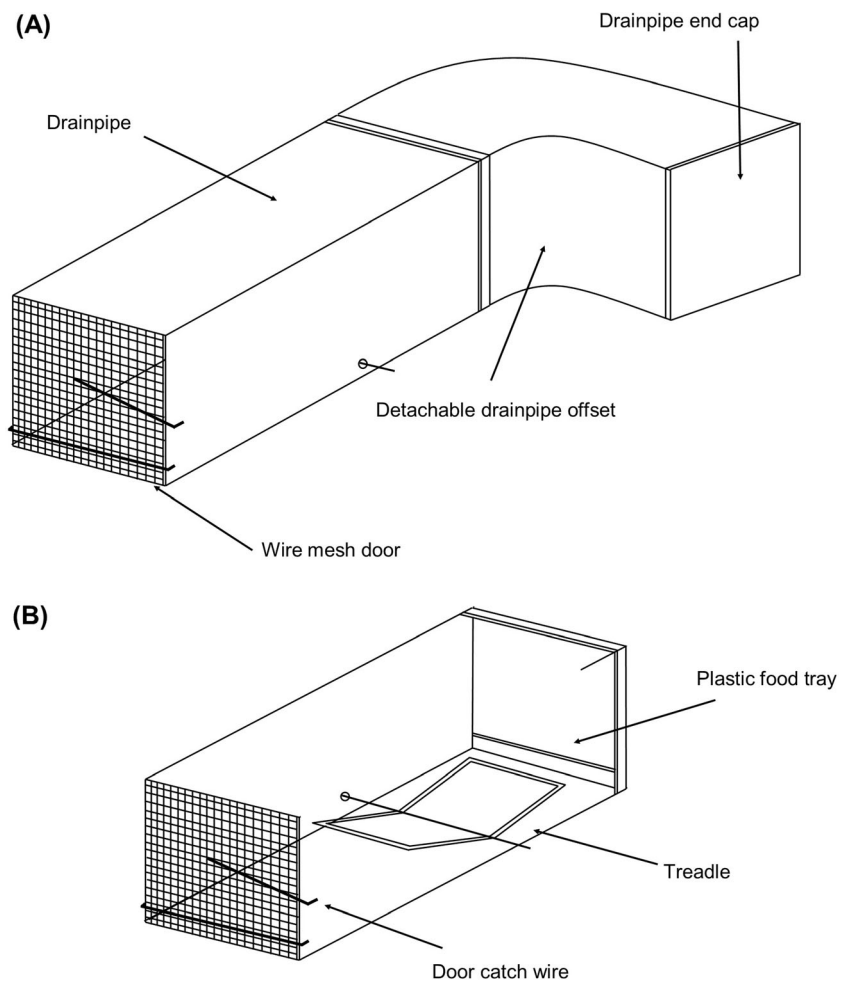 (A)
Drainpipe end cap
Drainpipe
Detachable drainpipe offset
Wire mesh door
(B)
Plastic food tray
Treadle
Door catch wire